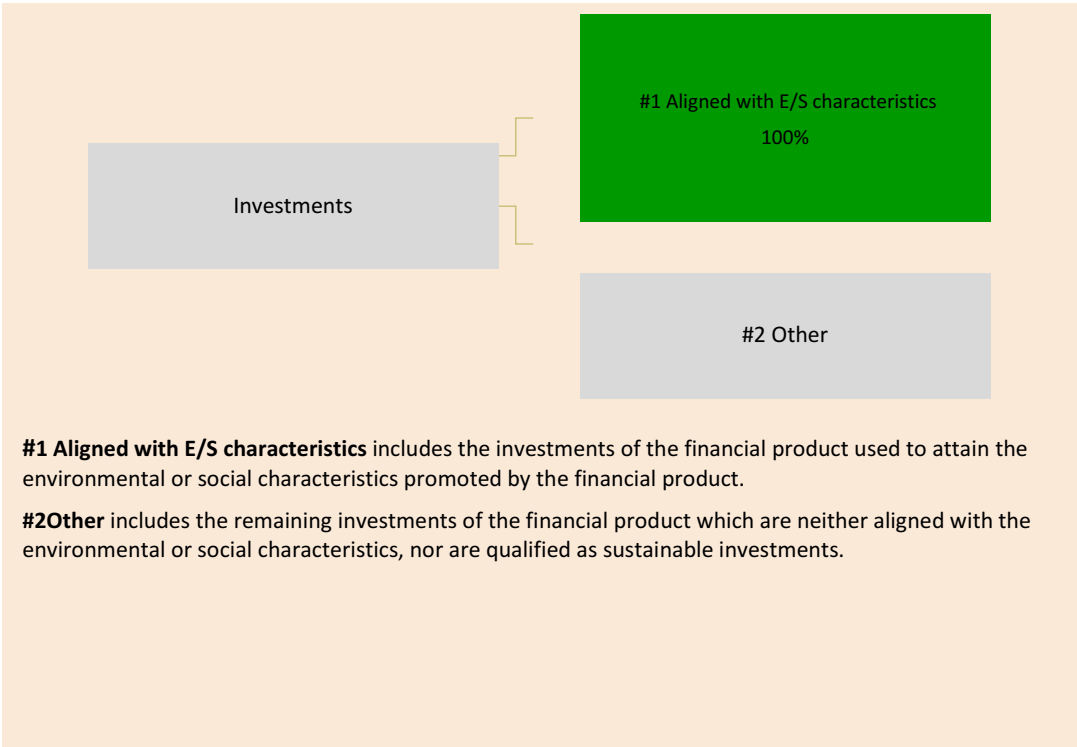 #1 Aligned with E/S characteristics
100%
Investments
#2 Other
#1 Aligned with E/S characteristics includes the investments of the financial product used to attain the
environmental or social characteristics promoted by the financial product.
#2Other includes the remaining investments of the financial product which are neither aligned with the
environmental or social characteristics, nor are qualified as sustainable investments.